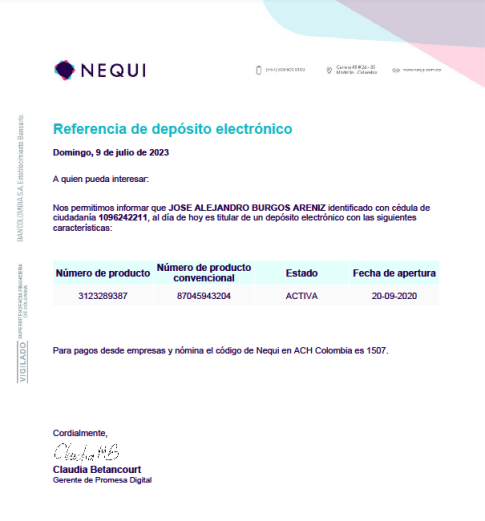 NEQUI
Carrera 48 # 26 - 85
Medellín - Colombia
Referencia de depósito electrónico
Domingo, 9 de julio de 2023
A quien pueda interesar:
Nos permitimos informar que JOSE ALEJANDRO BURGOS ARENIZ identificado con cédula de
ciudadanía 1096242211, al día de hoy es titular de un depósito electrónico con las siguientes
características:
Número de producto Número de producto convencional Estado Fecha de apertura
3123289387 87045943204 ACTIVA 20-09-2020
Para pagos desde empresas y nómina el código de Nequi en ACH Colombia es 1507.
Cordialmente,
Claudia Betancourt
Gerente de Promesa Digital
BANCOLOMBIA S.A. Establecimiento Bancario
VIGILADO SUPERINTENDENCIA FINANCIERA
DE COLOMBIA